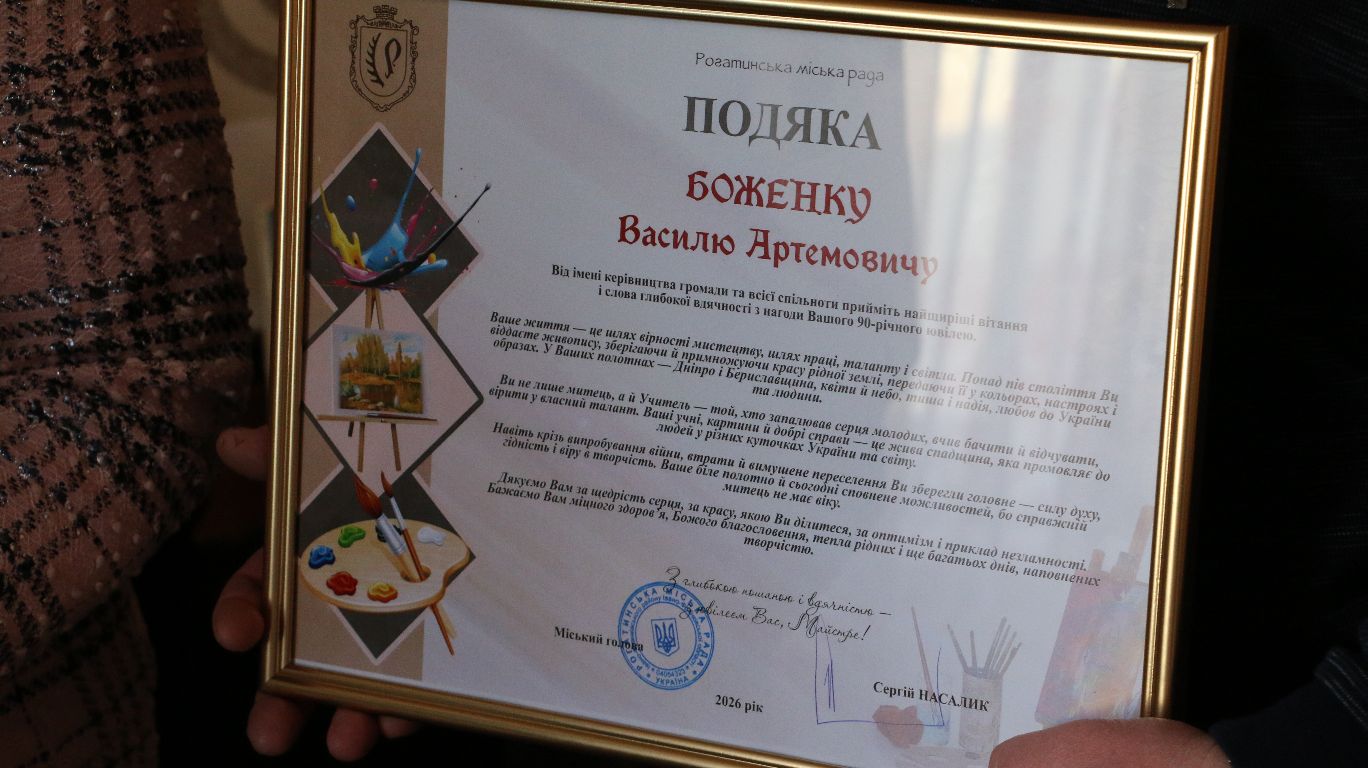 Рогатинська міська рада
ПОДЯКА
БОЖЕНКУ
Василю Артемовичу
Від імені керівництва громади та всієї спільноти прийміть найщиріші вітання
і слова глибокої вдячності з нагоди Вашого 90-річного ювілею.
Ваше життя — це шлях вірності мистецтву, шлях праці, таланту і світла. Понад пів століття Ви
віддаєте живопису, зберігаючи й примножуючи красу рідної землі, передаючи її у кольорах, настроях і
образах. У Ваших полотнах — Дніпро і Бериславщина, квіти й небо, тиша і надія, любов до України
та людини.
Ви не лише митець, а й Учитель — той, хто запалював серця молодих, вчив бачити й відчувати,
вірити у власний талант. Ваші учні, картини й добрі справи — це жива спадщина, яка промовляє до
людей у різних куточках України та світу.
Навіть крізь випробування війни, втрати й вимушене переселення Ви зберегли головне — силу духу,
гідність і віру в творчість. Ваше біле полотно й сьогодні сповнене можливостей, бо справжній
митець не має віку.
Дякуємо Вам за щедрість серця, за красу, якою Ви ділитеся, за оптимізм і приклад незламності.
Бажаємо Вам міцного здоров'я, Божого благословення, тепла рідних і ще багатьох днів, наповнених
творчістю.
З глибокою пошаною і вдячністю —
з ювілеєм Вас, Майстре!
Міський голова
РОГАТИНСЬКА МІСЬКА РАДА
04054323
УКРАЇНА
Сергій НАСАЛИК
2026 рік